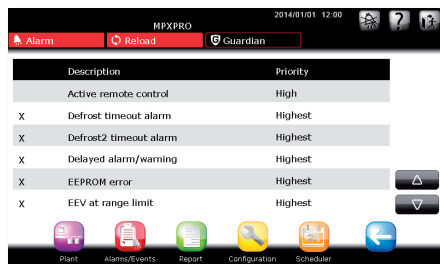 MPXPRO 2014/01/01 12:00
Alarm Reload Guardian
Description Priority
Active remote control High
X Defrost timeout alarm Highest
X Defrost2 timeout alarm Highest
X Delayed alarm/warning Highest
X EEPROM error Highest
X EEV at range limit Highest
Plant Alarms/Events Report Configuration Scheduler